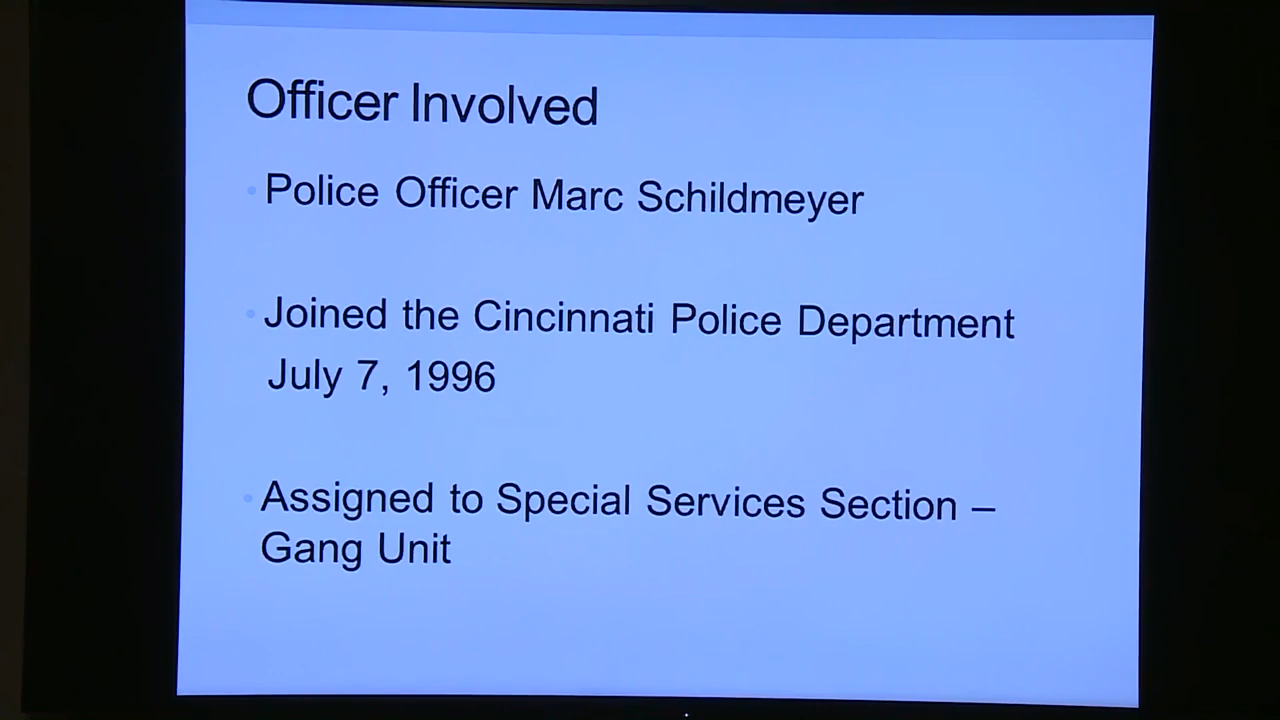 Officer Involved
• Police Officer Marc Schildmeyer
• Joined the Cincinnati Police Department
July 7, 1996
• Assigned to Special Services Section –
Gang Unit